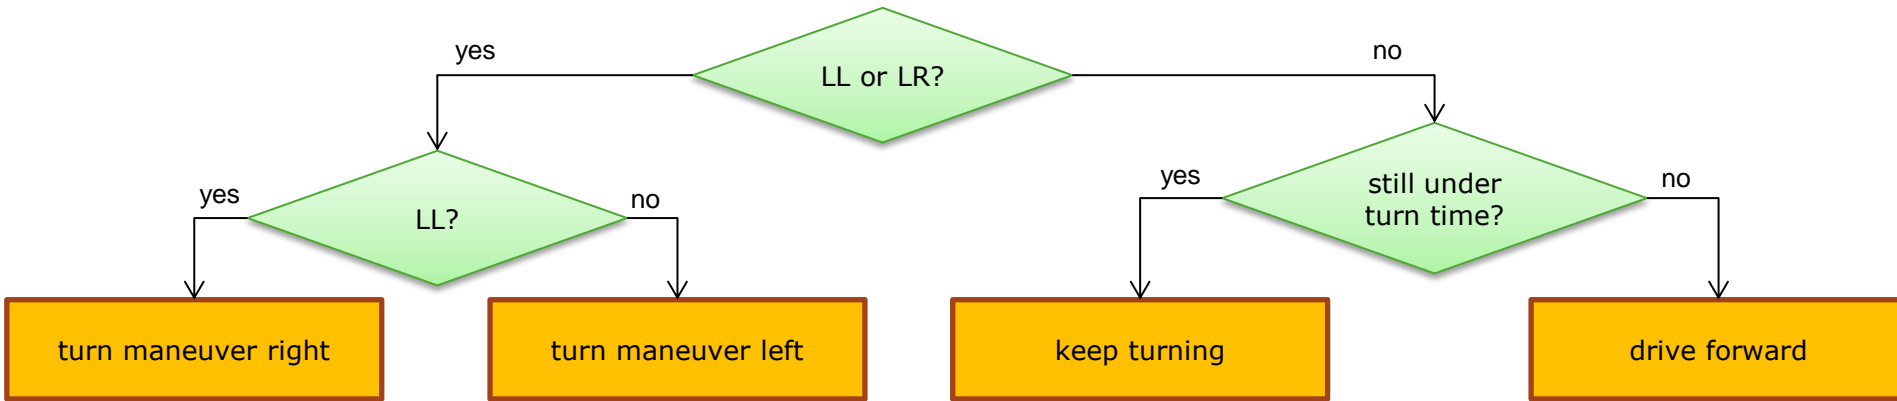 yes
LL or LR?
no
yes
LL?
no
yes
still under
turn time?
no
turn maneuver right
turn maneuver left
keep turning
drive forward